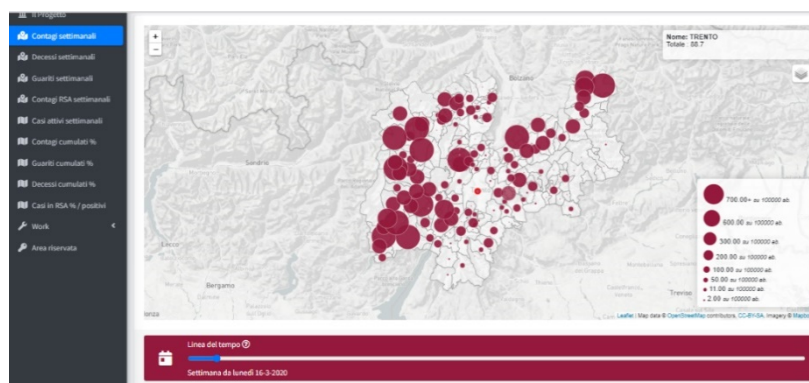 Il Progetto
Contagi settimanali
Decessi settimanali
Guariti settimanali
Contagi RSA settimanali
Casi attivi settimanali
Contagi cumulati %
Guariti cumulati %
Decessi cumulati %
Casi in RSA % / positivi
Work
Area riservata
+
−
Nome: TRENTO
Totale : 88.7
Bolzano
Sondrio
Lecco
Bergamo
Treviso
700.00+ su 100000 ab.
600.00 su 100000 ab.
300.00 su 100000 ab.
200.00 su 100000 ab.
100.00 su 100000 ab.
50.00 su 100000 ab.
11.00 su 100000 ab.
2.00 su 100000 ab.
Leaflet | Map data © OpenStreetMap contributors, CC-BY-SA, Imagery ©
Linea del tempo
Settimana da lunedì 16-3-2020